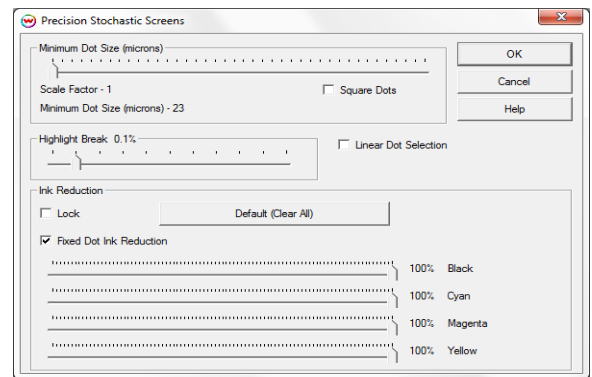 Precision Stochastic Screens
Minimum Dot Size (microns)
OK
Scale Factor - 1
Square Dots
Cancel
Minimum Dot Size (microns) - 23
Help
Highlight Break 0.1%
Linear Dot Selection
Ink Reduction
Lock
Default (Clear All)
Fixed Dot Ink Reduction
100% Black
100% Cyan
100% Magenta
100% Yellow